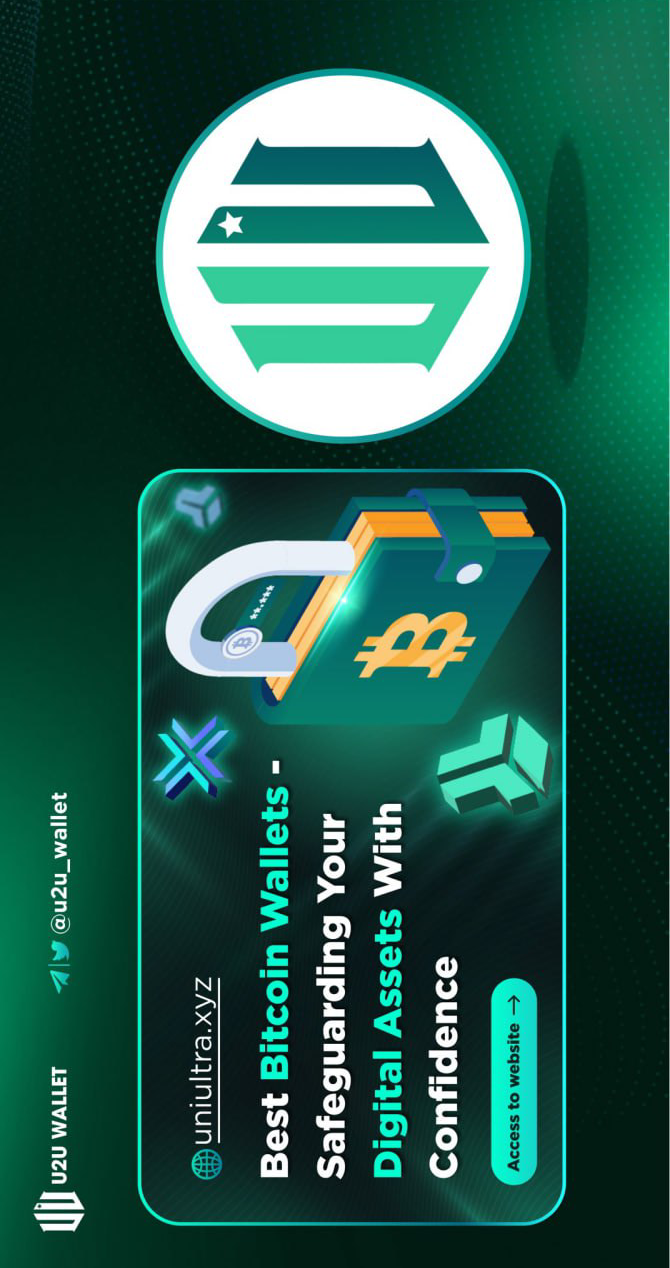 U2U WALLET
@u2u_wallet
uniultra.xyz
Best Bitcoin Wallets -
Safeguarding Your
Digital Assets With
Confidence
Access to website →
**.***